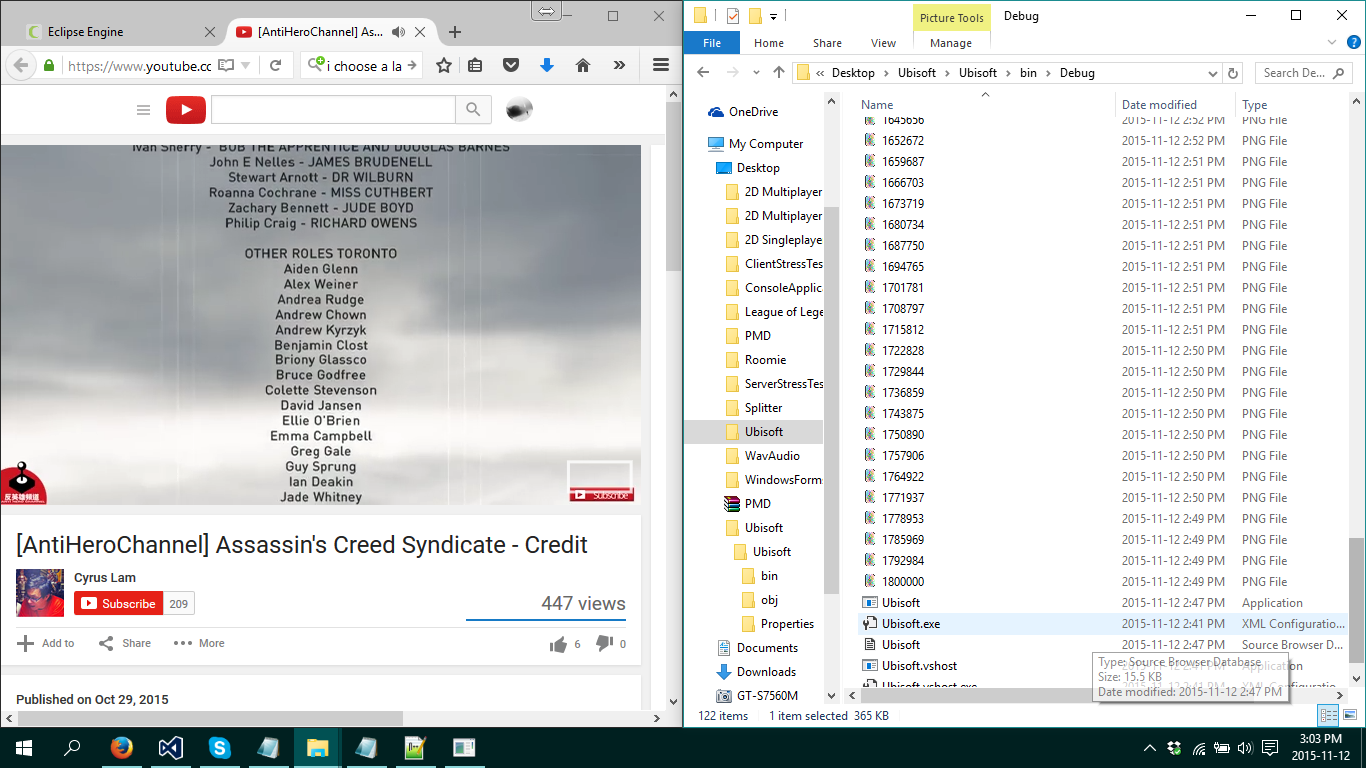 Eclipse Engine
[AntiHeroChannel] As...
https://www.youtube.cc
i choose a la
Ivan Sherry - BOB THE APPRENTICE AND DOUGLAS BARNES
John E Nelles - JAMES BRUDENELL
Stewart Arnott - DR WILBURN
Roanna Cochrane - MISS CUTHBERT
Zachary Bennett - JUDE BOYD
Philip Craig - RICHARD OWENS
OTHER ROLES TORONTO
Aiden Glenn
Alex Weiner
Andrea Rudge
Andrew Chown
Andrew Kyrzyk
Benjamin Clost
Briony Glassco
Bruce Godfree
Colette Stevenson
David Jansen
Ellie O'Brien
Emma Campbell
Greg Gale
Guy Sprung
Ian Deakin
Jade Whitney
反英雄頻道
Subscribe
[AntiHeroChannel] Assassin's Creed Syndicate - Credit
Cyrus Lam
Subscribe 209
447 views
Add to Share More 6 0
Published on Oct 29, 2015
Picture Tools
Debug
File Home Share View Manage
« Desktop > Ubisoft > Ubisoft > bin > Debug
Search De...
OneDrive
My Computer
Desktop
2D Multiplayer
2D Multiplayer
2D Singleplaye
ClientStressTes
ConsoleApplic
League of Lege
PMD
Roomie
ServerStressTes
Splitter
Ubisoft
WavAudio
WindowsForm
PMD
Ubisoft
Ubisoft
bin
obj
Properties
Documents
Downloads
GT-S7560M
Name Date modified Type
1645656 2015-11-12 2:52 PM PNG File
1652672 2015-11-12 2:52 PM PNG File
1659687 2015-11-12 2:51 PM PNG File
1666703 2015-11-12 2:51 PM PNG File
1673719 2015-11-12 2:51 PM PNG File
1680734 2015-11-12 2:51 PM PNG File
1687750 2015-11-12 2:51 PM PNG File
1694765 2015-11-12 2:51 PM PNG File
1701781 2015-11-12 2:51 PM PNG File
1708797 2015-11-12 2:51 PM PNG File
1715812 2015-11-12 2:51 PM PNG File
1722828 2015-11-12 2:50 PM PNG File
1729844 2015-11-12 2:50 PM PNG File
1736859 2015-11-12 2:50 PM PNG File
1743875 2015-11-12 2:50 PM PNG File
1750890 2015-11-12 2:50 PM PNG File
1757906 2015-11-12 2:50 PM PNG File
1764922 2015-11-12 2:50 PM PNG File
1771937 2015-11-12 2:50 PM PNG File
1778953 2015-11-12 2:49 PM PNG File
1785969 2015-11-12 2:49 PM PNG File
1792984 2015-11-12 2:49 PM PNG File
1800000 2015-11-12 2:49 PM PNG File
Ubisoft 2015-11-12 2:47 PM Application
Ubisoft.exe 2015-11-12 2:41 PM XML Configuratio...
Ubisoft 2015-11-12 2:47 PM Source Browser D...
Ubisoft.vshost Application
Ubisoft.vshost.exe
Type: Source Browser Database
Size: 15.5 KB
Date modified: 2015-11-12 2:47 PM
122 items 1 item selected 365 KB
3:03 PM
2015-11-12